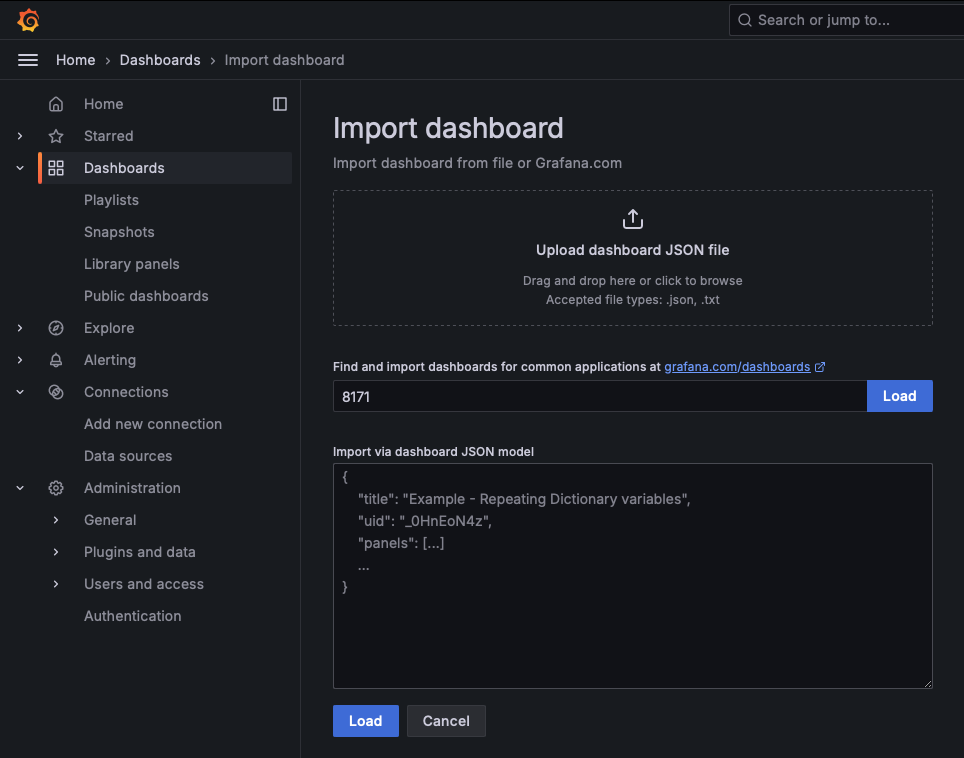 Search or jump to...
Home › Dashboards › Import dashboard
Home
Starred
Dashboards
Playlists
Snapshots
Library panels
Public dashboards
Explore
Alerting
Connections
Add new connection
Data sources
Administration
General
Plugins and data
Users and access
Authentication
Import dashboard
Import dashboard from file or Grafana.com
Upload dashboard JSON file
Drag and drop here or click to browse
Accepted file types: .json, .txt
Find and import dashboards for common applications at grafana.com/dashboards
8171 Load
Import via dashboard JSON model
{
"title": "Example - Repeating Dictionary variables",
"uid": "_0HnEoN4z",
"panels": [...]
...
}
Load Cancel